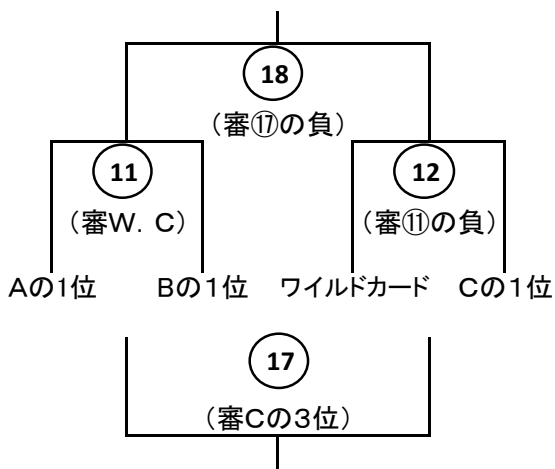 18
(審⑰の負)
11
12
(審W. C)
(審⑪の負)
Aの1位
Bの1位
ワイルドカード
Cの1位
17
(審Cの3位)